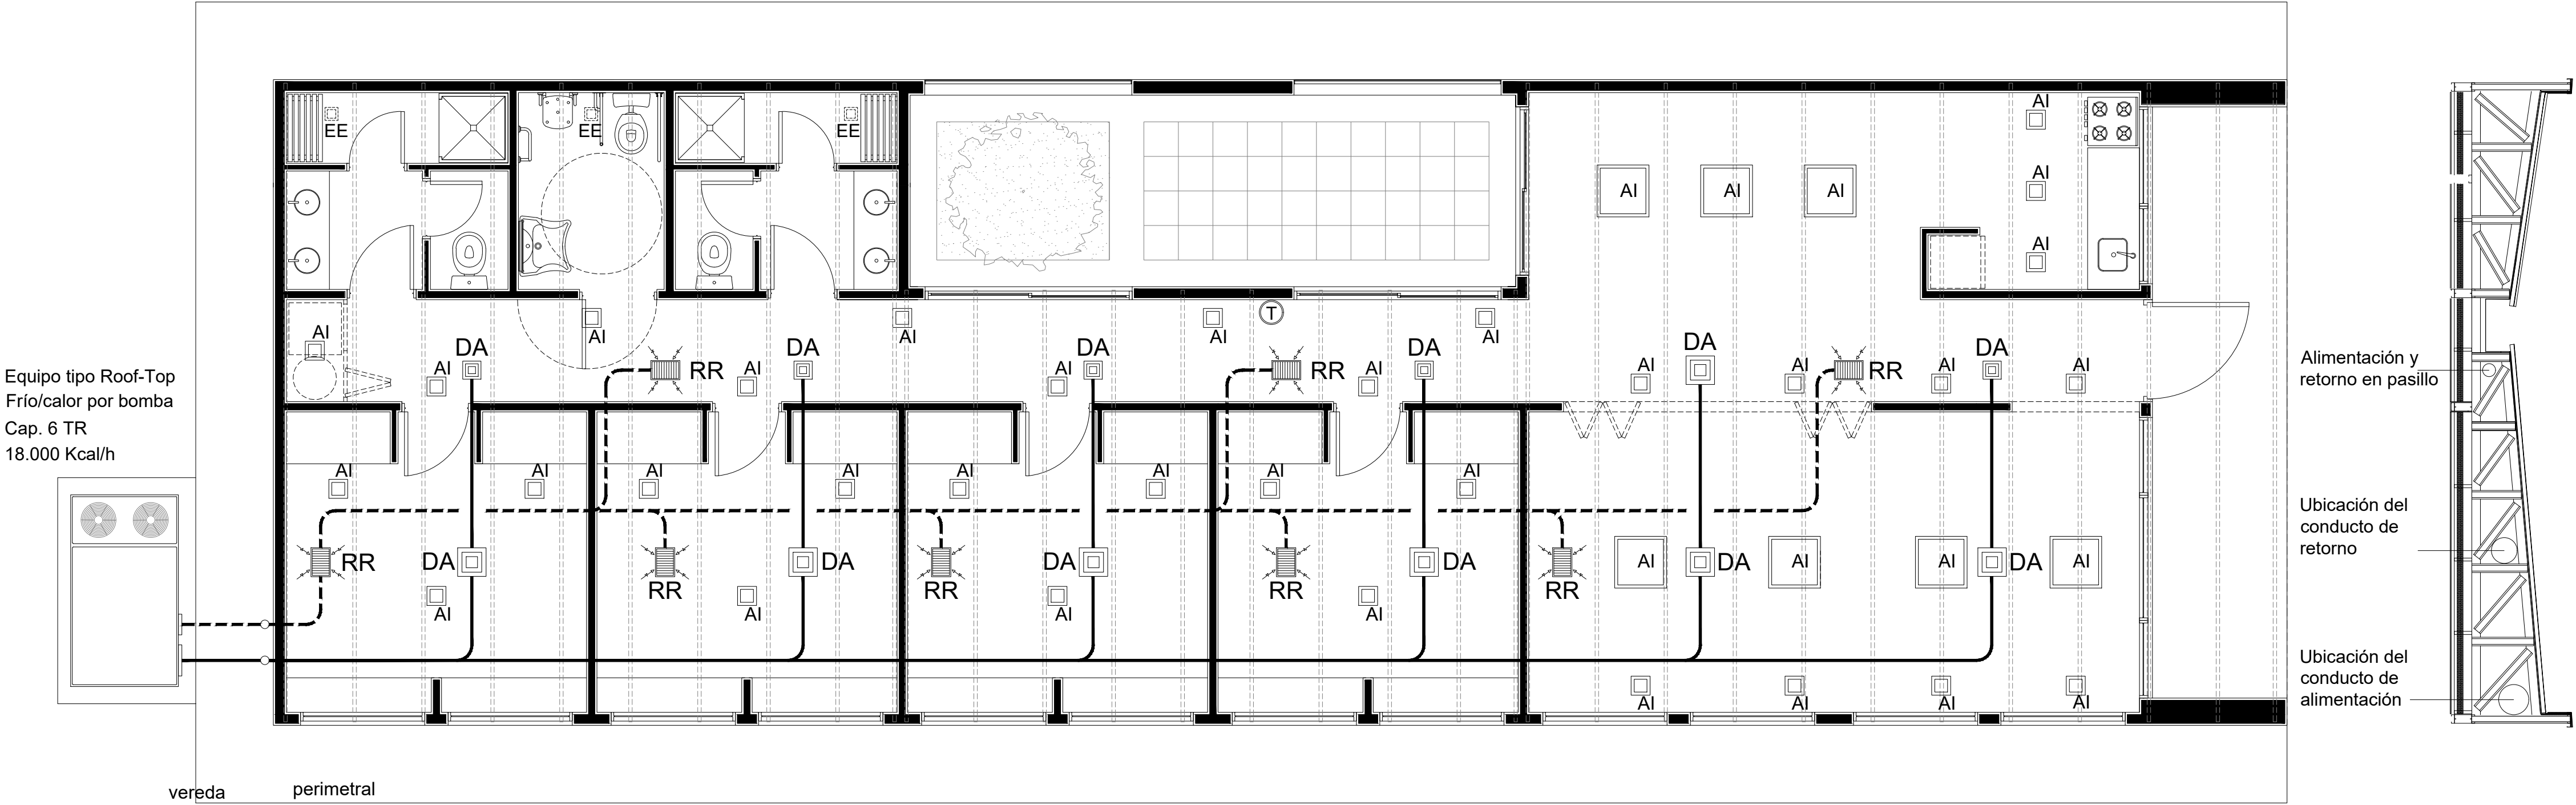 EE
EE
EE
AI
AI
AI
AI
AI
AI
T
AI
AI
AI
AI
AI
DA
DA
DA
DA
DA
DA
RR
RR
RR
AI
AI
AI
AI
AI
AI
AI
AI
Equipo tipo Roof-Top
Frío/calor por bomba
Cap. 6 TR
18.000 Kcal/h
Alimentación y
retorno en pasillo
AI
AI
AI
AI
AI
AI
AI
AI
Ubicación del
conducto de
retorno
RR
DA
RR
DA
RR
DA
RR
DA
RR
AI
DA
AI
AI
DA
AI
AI
AI
AI
AI
Ubicación del
conducto de
alimentación
AI
AI
AI
AI
vereda
perimetral